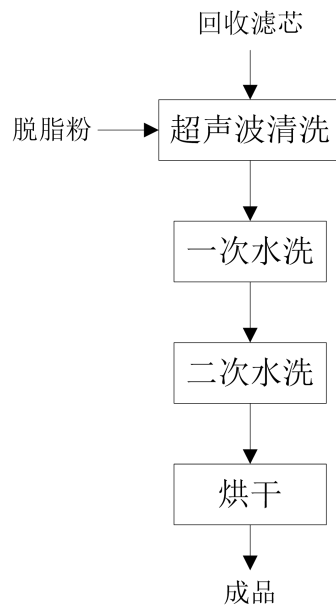 回收滤芯
脱脂粉
超声波清洗
一次水洗
二次水洗
烘干
成品